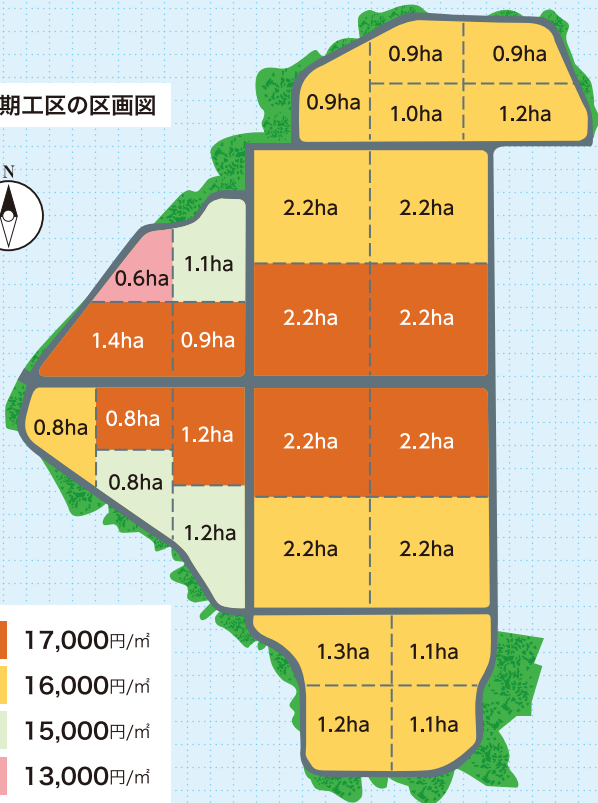 期工区の区画図
N
0.9ha
0.9ha
0.9ha
1.0ha
1.2ha
2.2ha
2.2ha
1.1ha
0.6ha
2.2ha
2.2ha
1.4ha
0.9ha
0.8ha
0.8ha
1.2ha
2.2ha
2.2ha
0.8ha
1.2ha
2.2ha
2.2ha
17,000円/㎡
16,000円/㎡
15,000円/㎡
13,000円/㎡
1.3ha
1.1ha
1.2ha
1.1ha